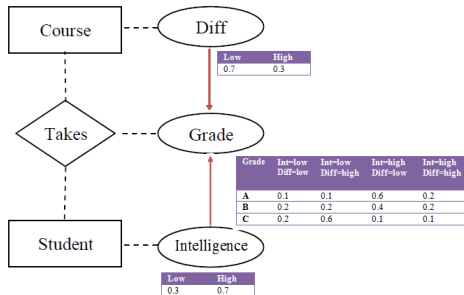 Course
Diff
Low High
0.7 0.3
Takes
Grade
Grade Int=low Int=low Int=high Int=high
Diff=low Diff=high Diff=low Diff=high
A 0.1 0.1 0.6 0.2
B 0.2 0.2 0.4 0.2
C 0.2 0.6 0.1 0.1
Student
Intelligence
Low High
0.3 0.7